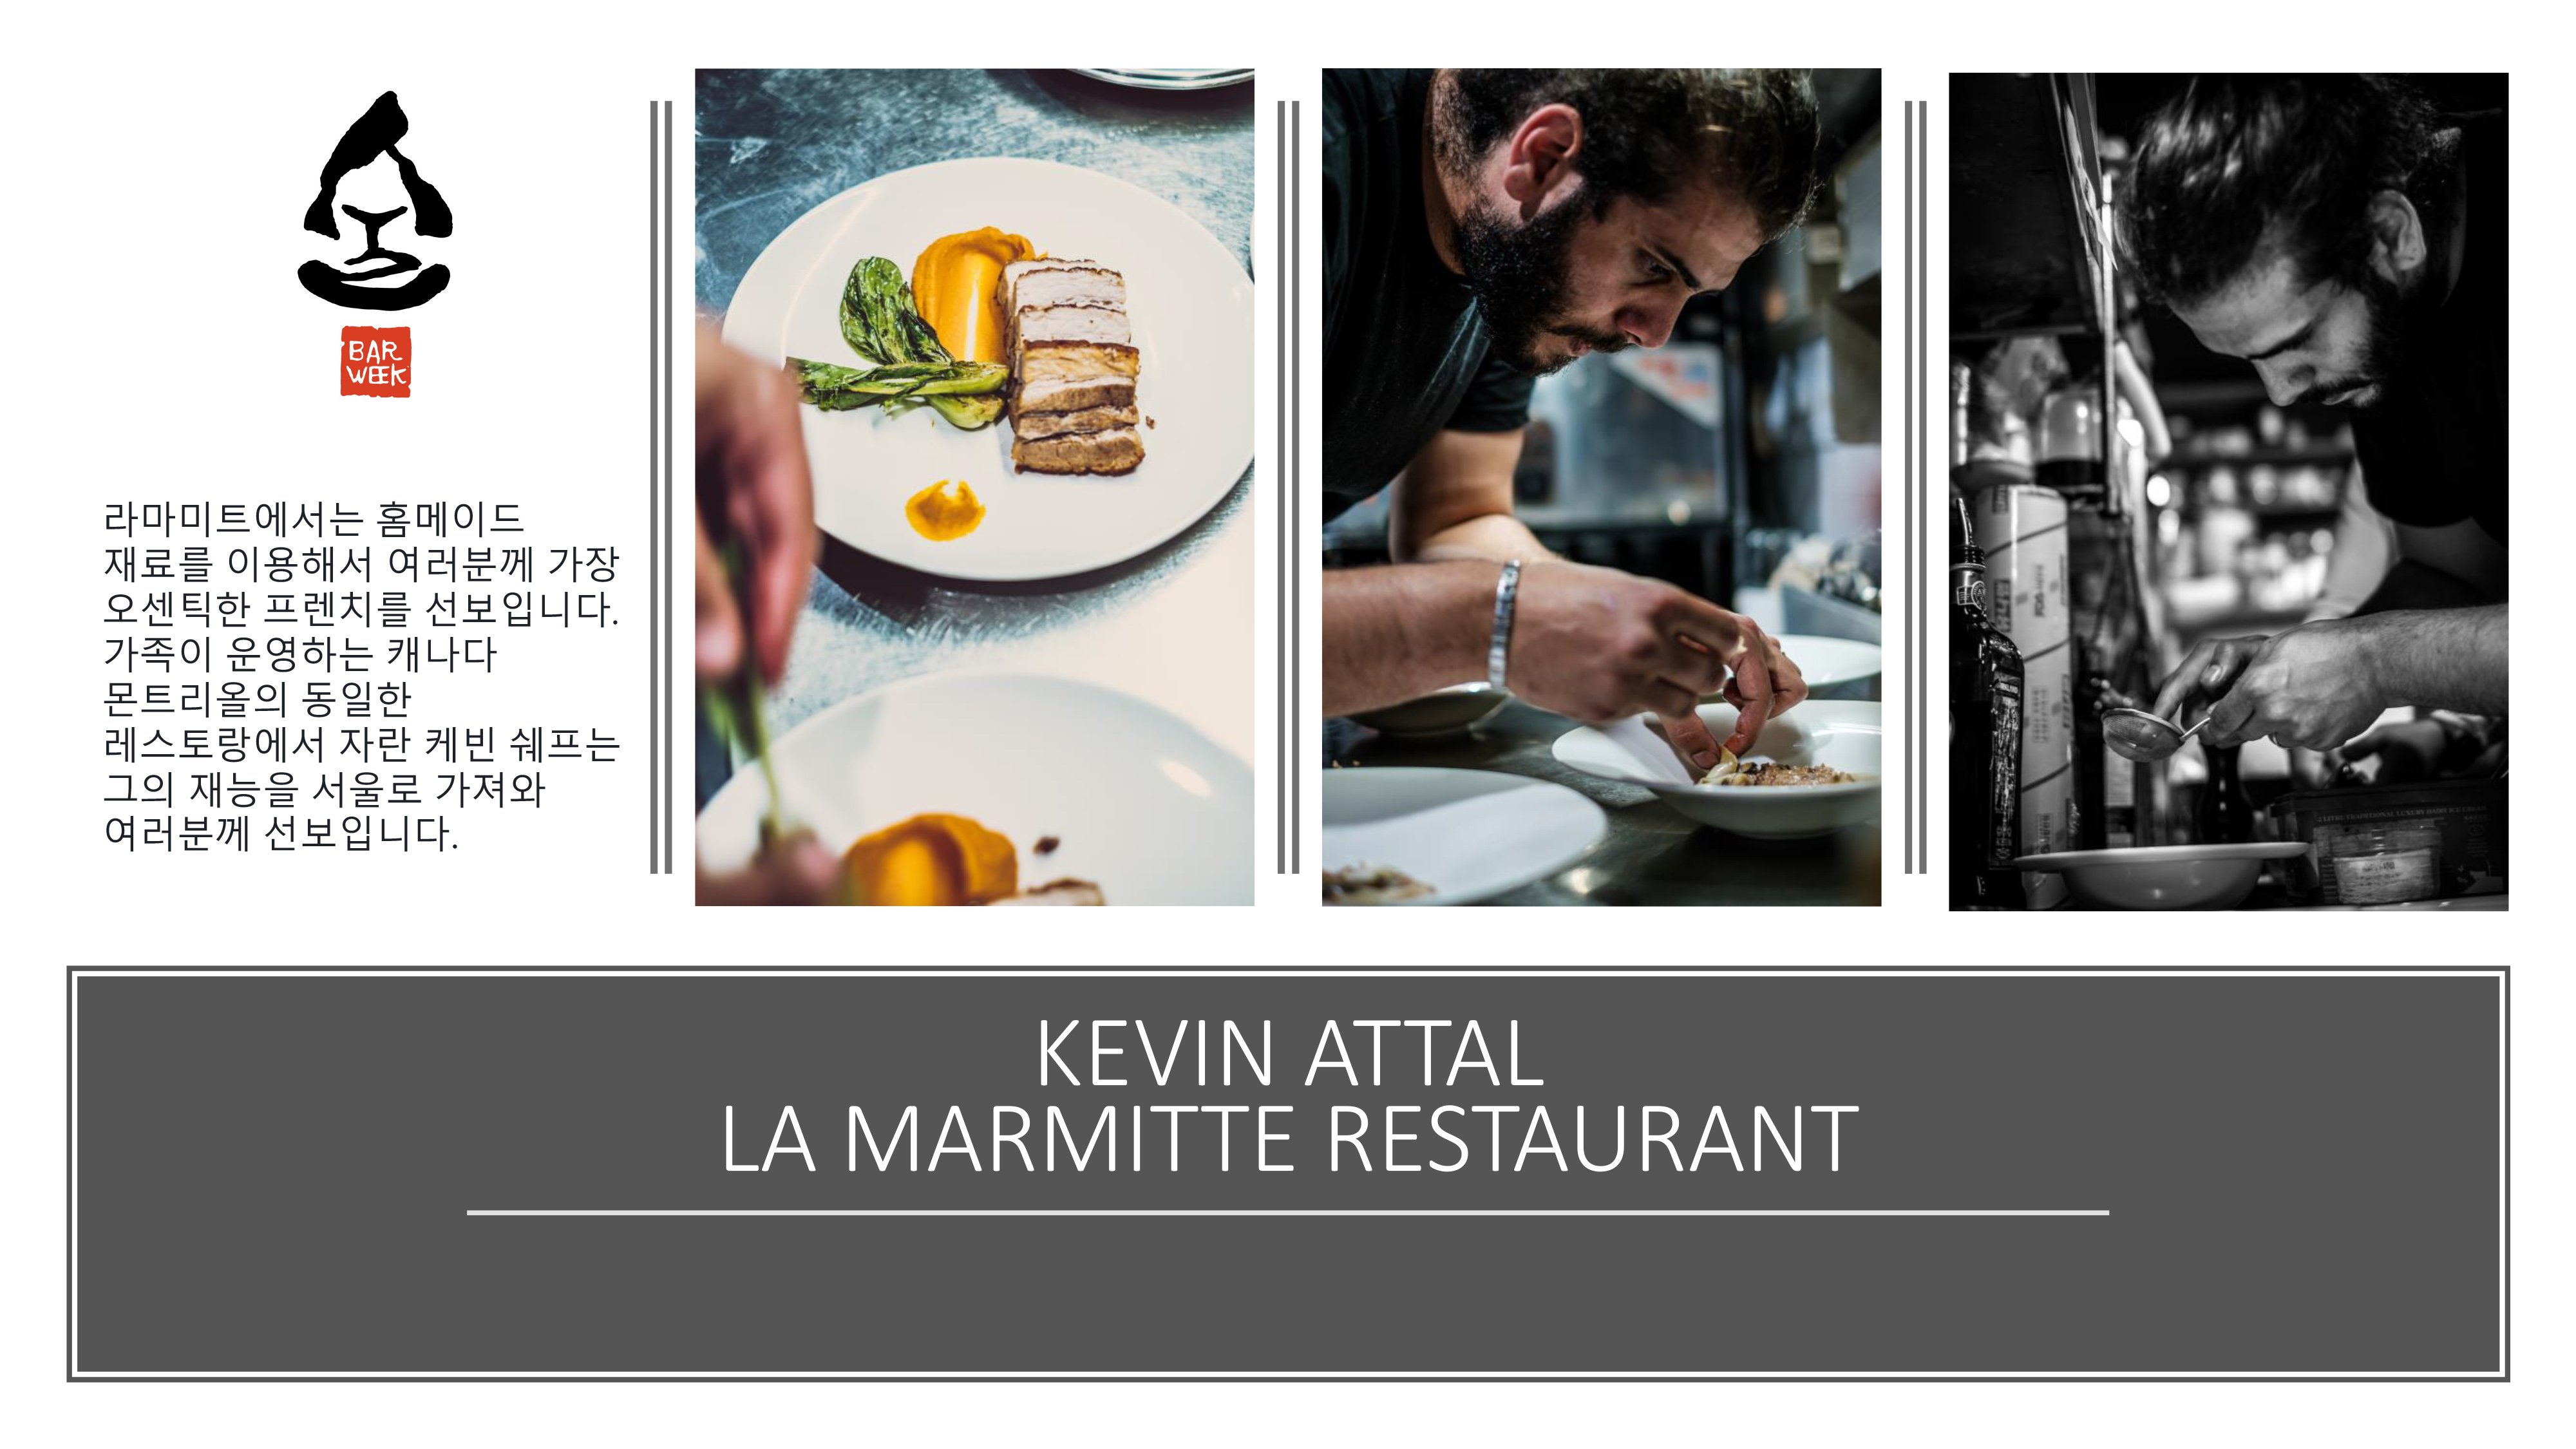 BAR
WEEK
라마미트에서는 홈메이드
재료를 이용해서 여러분께 가장
오센틱한 프렌치를 선보입니다.
가족이 운영하는 캐나다
몬트리올의 동일한
레스토랑에서 자란 케빈 쉐프는
그의 재능을 서울로 가져와
여러분께 선보입니다.
KEVIN ATTAL
LA MARMITTE RESTAURANT